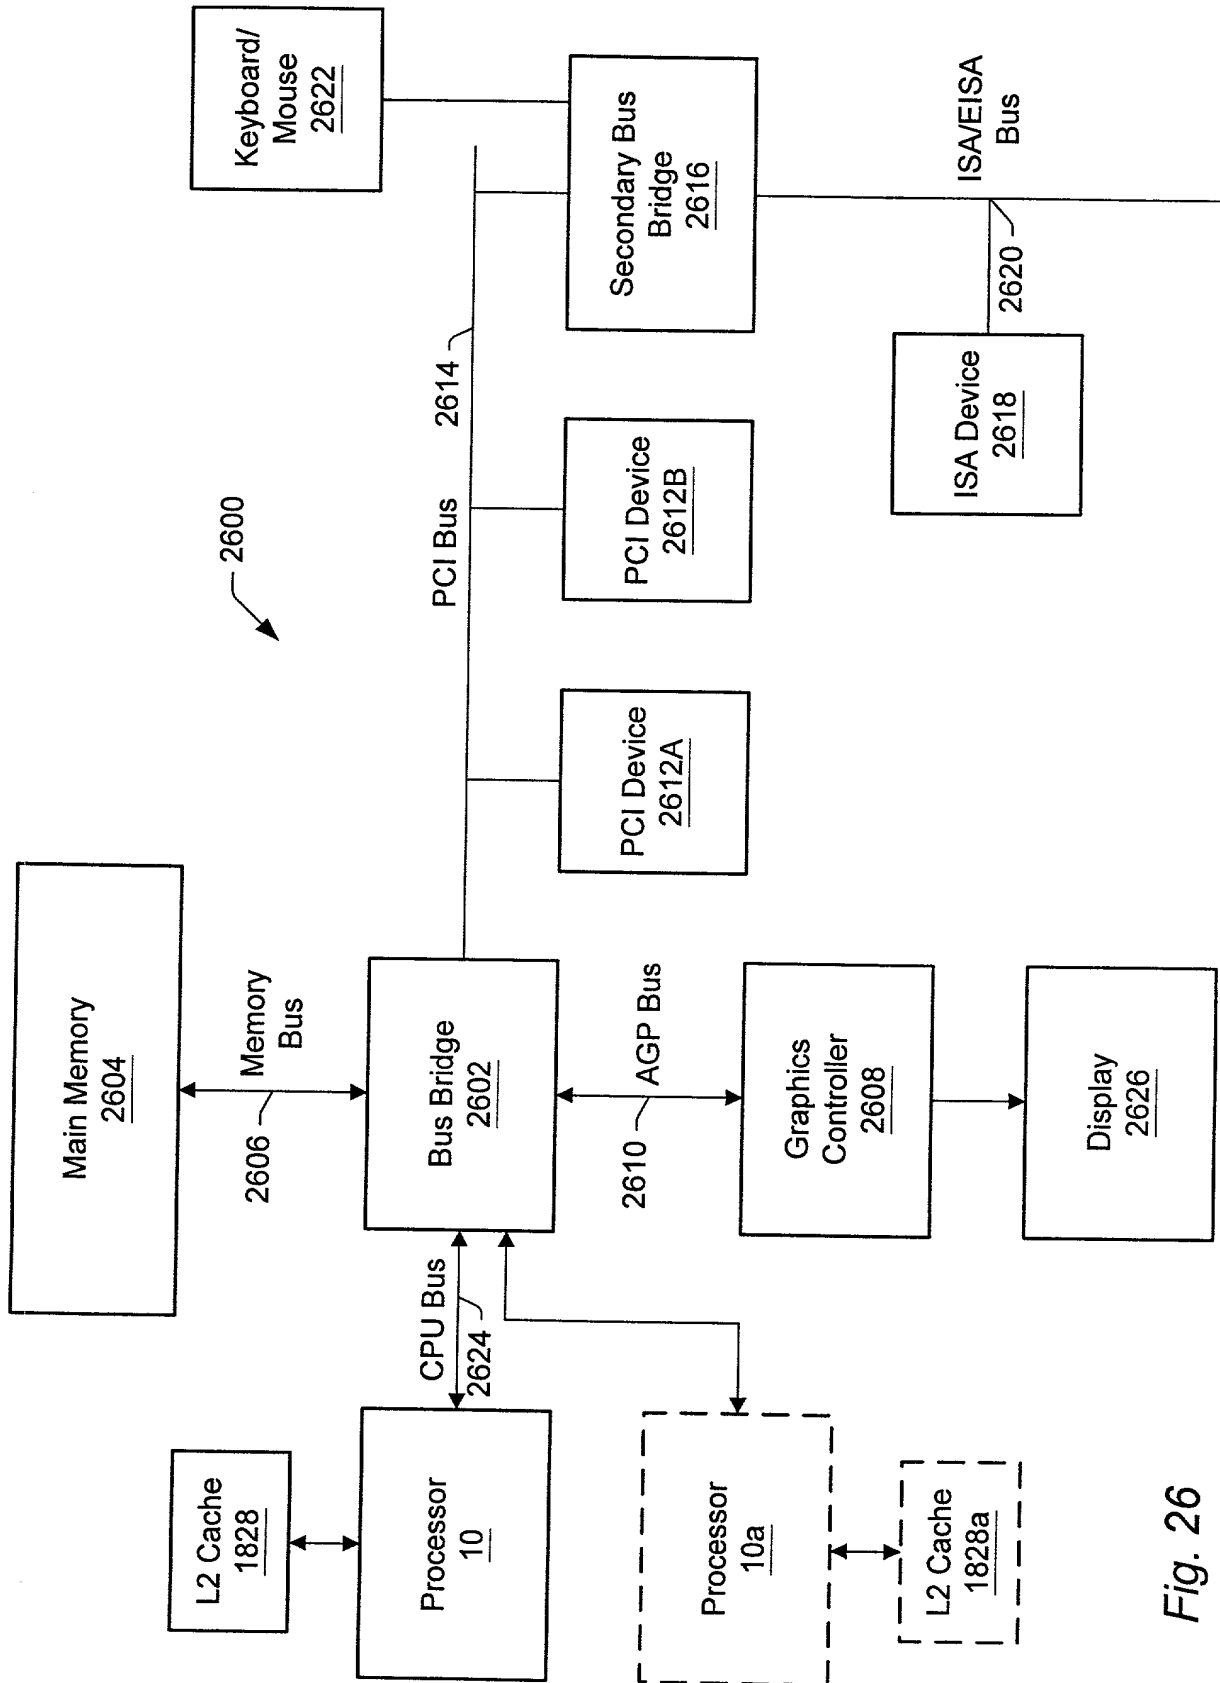 Main Memory
2604
2606
Memory
Bus
2600
Keyboard/
Mouse
2622
L2 Cache
1828
CPU Bus
2624
Bus Bridge
2602
PCI Bus
2614
Processor
10
2610
AGP Bus
PCI Device
2612A
PCI Device
2612B
Secondary Bus
Bridge
2616
Processor
10a
Graphics
Controller
2608
L2 Cache
1828a
Display
2626
ISA Device
2618
2620
ISA/EISA
Bus
Fig. 26